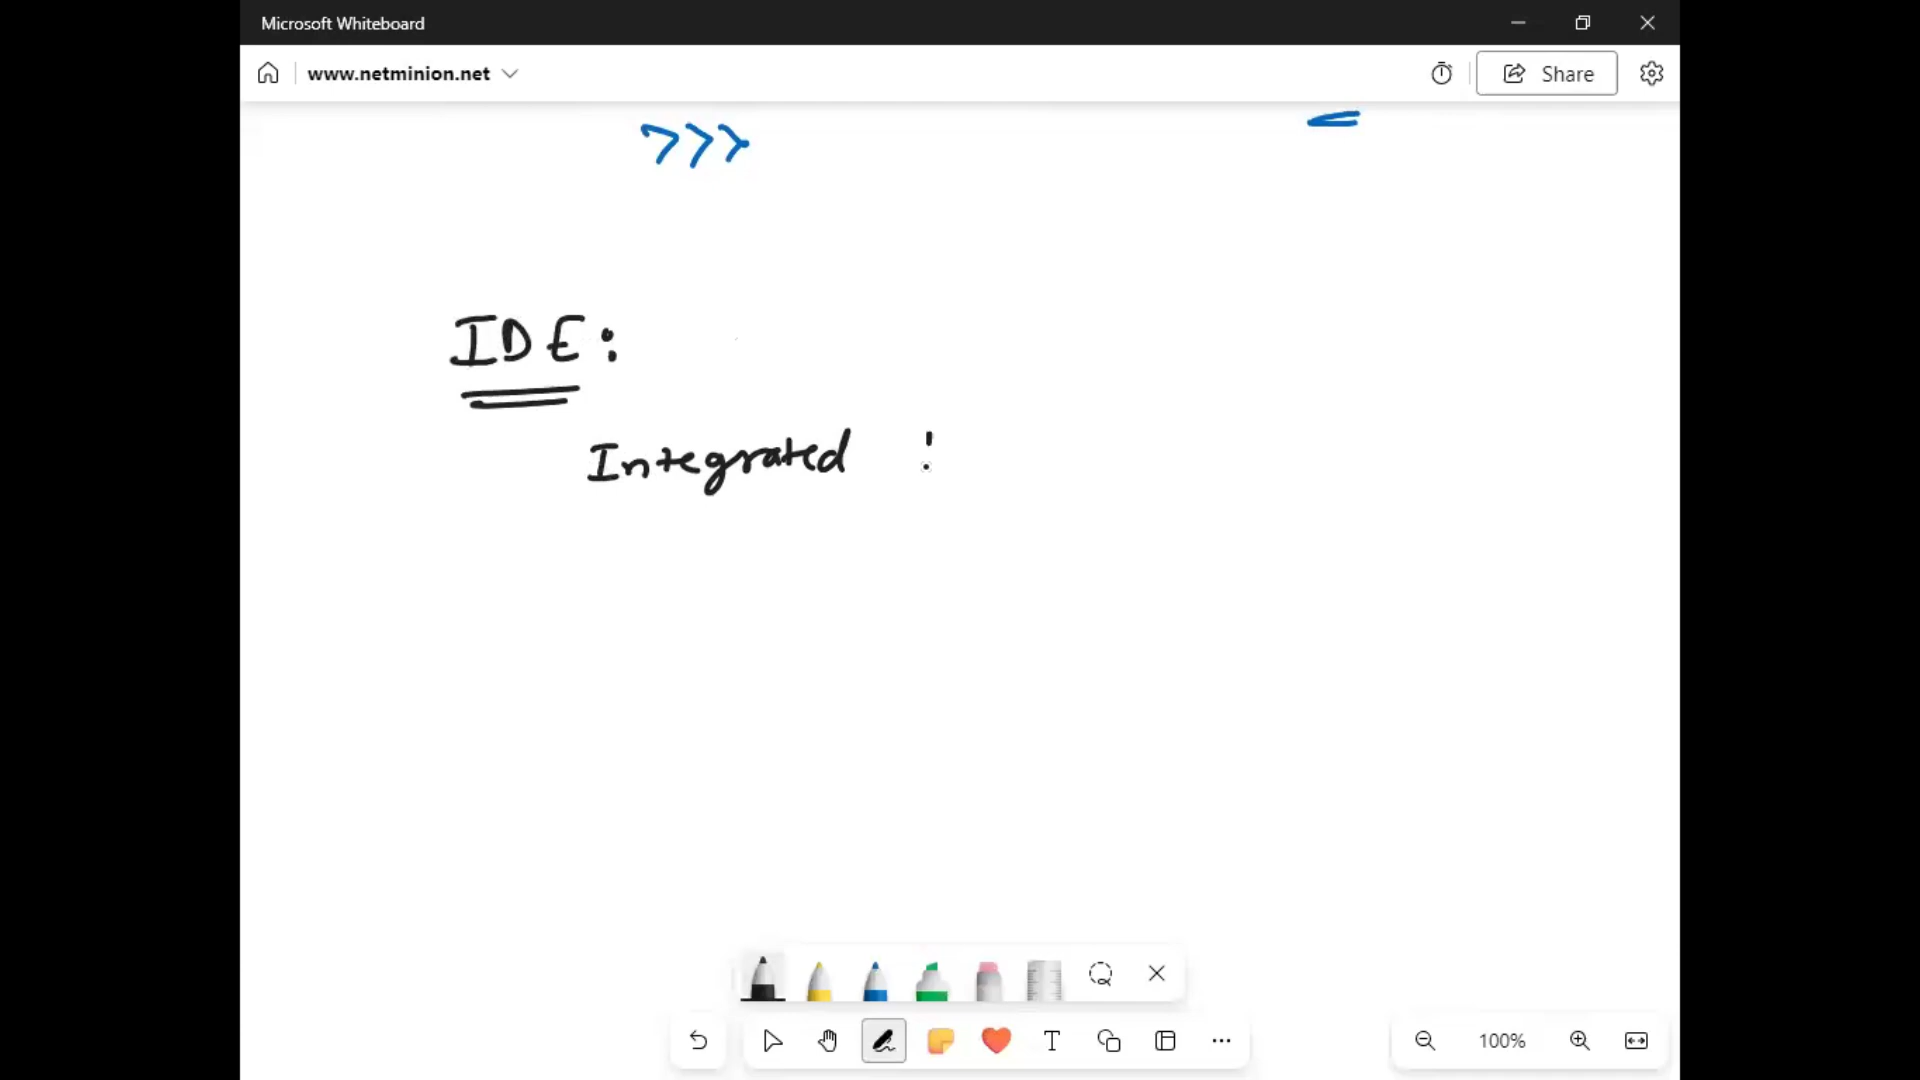 Microsoft Whiteboard
www.netminion.net
Share
>>>
IDE:
Integrated
T
100%